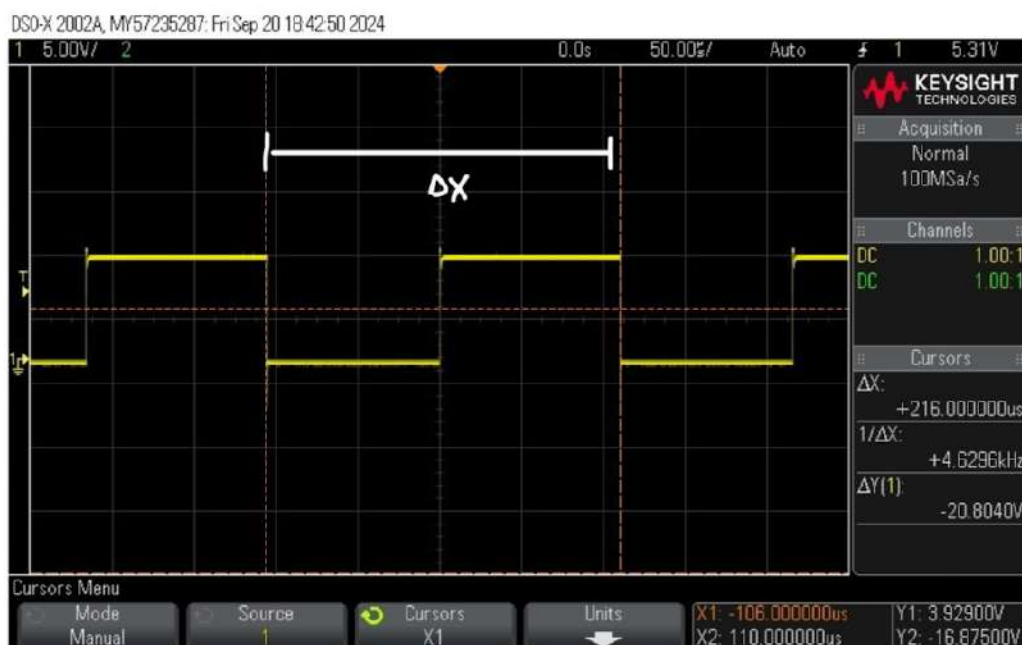 DSO-X 2002A, MY57235287: Fri Sep 20 18:42:50 2024
1 5.00V/ 2 0.0s 50.00us/ Auto 1 5.31V
KEYSIGHT
TECHNOLOGIES
Acquisition
Normal
100MSa/s
ΔX
Channels
DC 1.00:1
DC 1.00:1
T
1
Cursors
ΔX:
+216.000000us
1/ΔX:
+4.6296kHz
ΔY(1):
-20.8040V
Cursors Menu
Mode
Manual
Source
1
Cursors
X1
Units
X1: -106.000000us
X2: 110.000000us
Y1: 3.92900V
Y2: -16.87500V